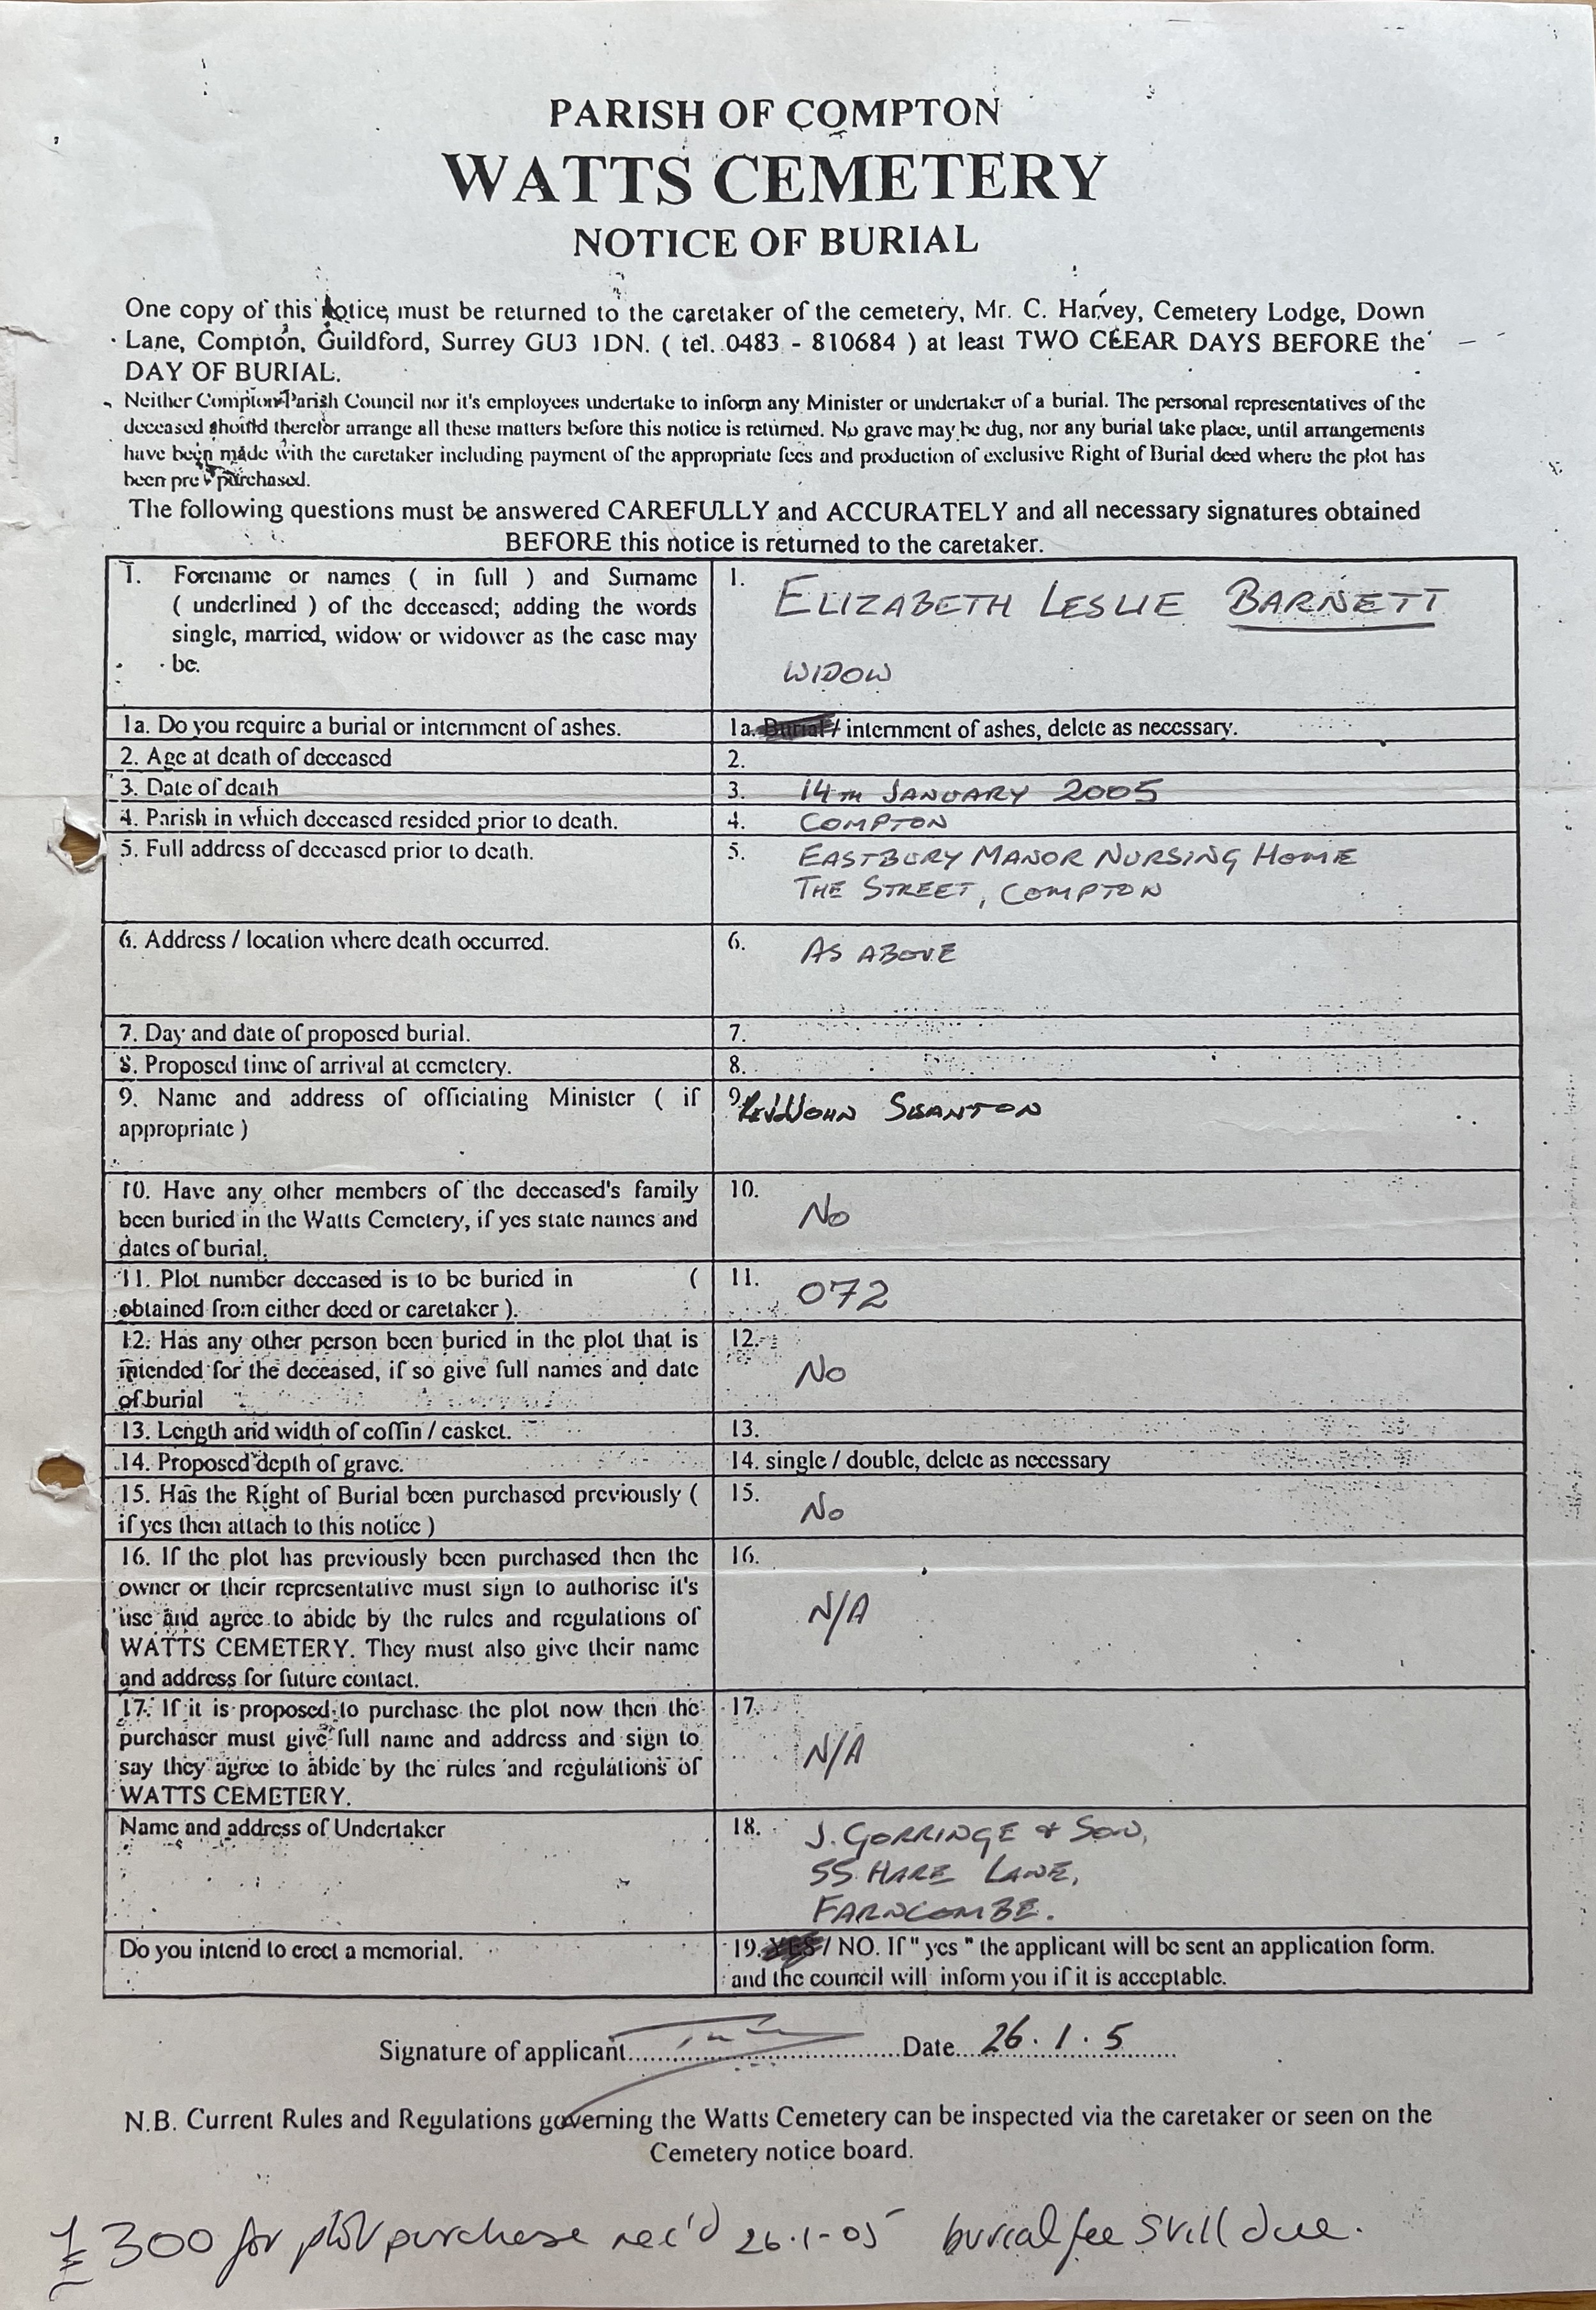 PARISH OF COMPTON
WATTS CEMETERY
NOTICE OF BURIAL
One copy of this notice must be returned to the caretaker of the cemetery, Mr. C. Harvey, Cemetery Lodge, Down
Lane, Compton, Guildford, Surrey GU3 1DN. ( tel. 0483 - 810684 ) at least TWO CLEAR DAYS BEFORE the
DAY OF BURIAL.
Neither Compton Parish Council nor it's employees undertake to inform any Minister or undertaker of a burial. The personal representatives of the
deceased should therefor arrange all these matters before this notice is returned. No grave may be dug, nor any burial take place, until arrangements
have been made with the caretaker including payment of the appropriate fees and production of exclusive Right of Burial deed where the plot has
been pre - purchased.
The following questions must be answered CAREFULLY and ACCURATELY and all necessary signatures obtained
BEFORE this notice is returned to the caretaker.
1. Forename or names ( in full ) and Surname
( underlined ) of the deceased; adding the words
single, married, widow or widower as the case may
be.
1. ELIZABETH LESLIE BARNETT
WIDOW
1a. Do you require a burial or internment of ashes.
1a. Burial / internment of ashes, delete as necessary.
2. Age at death of deceased
2.
3. Date of death
3. 14TH JANUARY 2005
4. Parish in which deceased resided prior to death.
4. COMPTON
5. Full address of deceased prior to death.
5. EASTBURY MANOR NURSING HOME
THE STREET, COMPTON
6. Address / location where death occurred.
6. AS ABOVE
7. Day and date of proposed burial.
7.
8. Proposed time of arrival at cemetery.
8.
9. Name and address of officiating Minister ( if
appropriate )
9. Rev JOHN SWANTON
10. Have any other members of the deceased's family
been buried in the Watts Cemetery, if yes state names and
dates of burial.
10. No
11. Plot number deceased is to be buried in (
obtained from either deed or caretaker ).
11. 072
12. Has any other person been buried in the plot that is
intended for the deceased, if so give full names and date
of burial
12. No
13. Length and width of coffin / casket.
13.
14. Proposed depth of grave.
14. single / double, delete as necessary
15. Has the Right of Burial been purchased previously (
if yes then attach to this notice )
15. No
16. If the plot has previously been purchased then the
owner or their representative must sign to authorise it's
use and agree to abide by the rules and regulations of
WATTS CEMETERY. They must also give their name
and address for future contact.
16. N/A
17. If it is proposed to purchase the plot now then the
purchaser must give full name and address and sign to
say they agree to abide by the rules and regulations of
WATTS CEMETERY.
17. N/A
Name and address of Undertaker
18. J. GORRINGE & SON,
55 HARE LANE,
FARNCOMBE.
Do you intend to erect a memorial.
19. YES / NO. If " yes " the applicant will be sent an application form.
and the council will inform you if it is acceptable.
Signature of applicant.......... Date 26.1.5
N.B. Current Rules and Regulations governing the Watts Cemetery can be inspected via the caretaker or seen on the
Cemetery notice board.
£300 for plot purchase rec'd 26.1-05 burial fee still due.